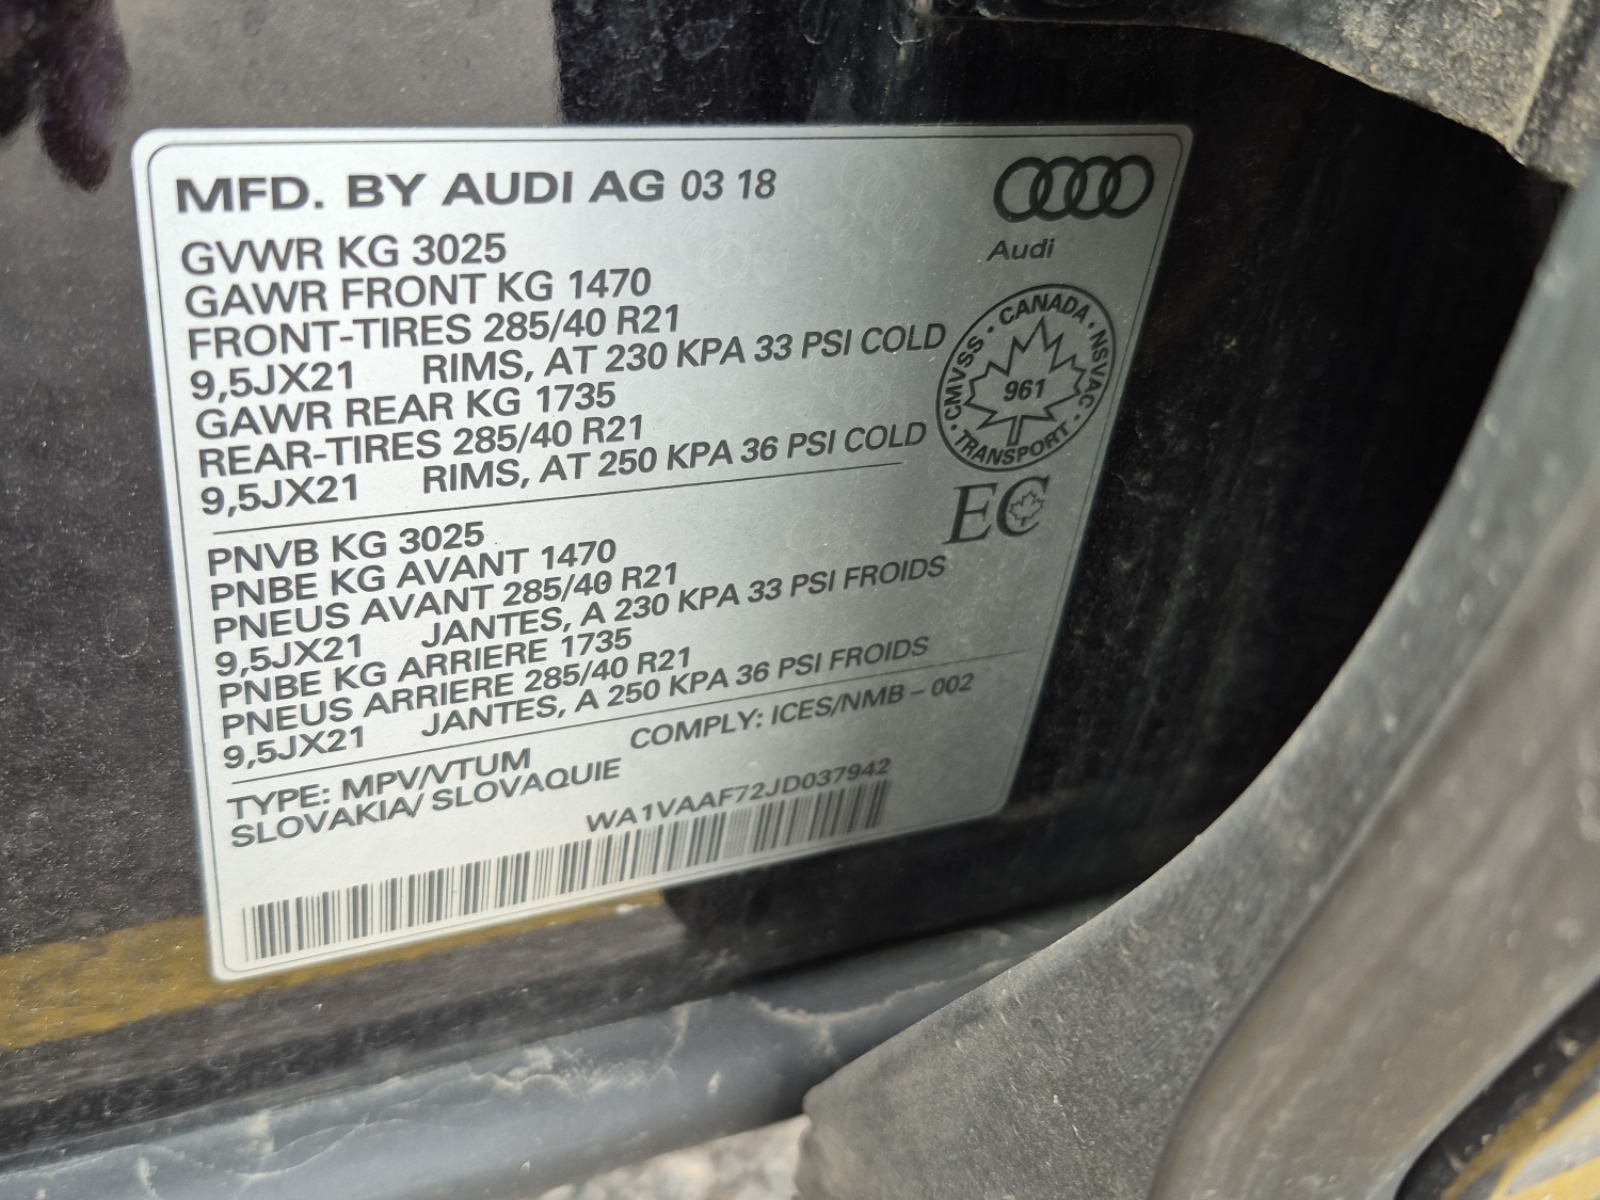 MFD. BY AUDI AG 03 18
Audi
GVWR KG 3025
GAWR FRONT KG 1470
FRONT-TIRES 285/40 R21
9,5JX21 RIMS, AT 230 KPA 33 PSI COLD
GAWR REAR KG 1735
REAR-TIRES 285/40 R21
9,5JX21 RIMS, AT 250 KPA 36 PSI COLD
CMVSS · CANADA · NSVAC · TRANSPORT ·
961
EC
PNVB KG 3025
PNBE KG AVANT 1470
PNEUS AVANT 285/40 R21
9,5JX21 JANTES, A 230 KPA 33 PSI FROIDS
PNBE KG ARRIERE 1735
PNEUS ARRIERE 285/40 R21
9,5JX21 JANTES, A 250 KPA 36 PSI FROIDS
TYPE: MPV/VTUM COMPLY: ICES/NMB – 002
SLOVAKIA/ SLOVAQUIE
WA1VAAF72JD037942